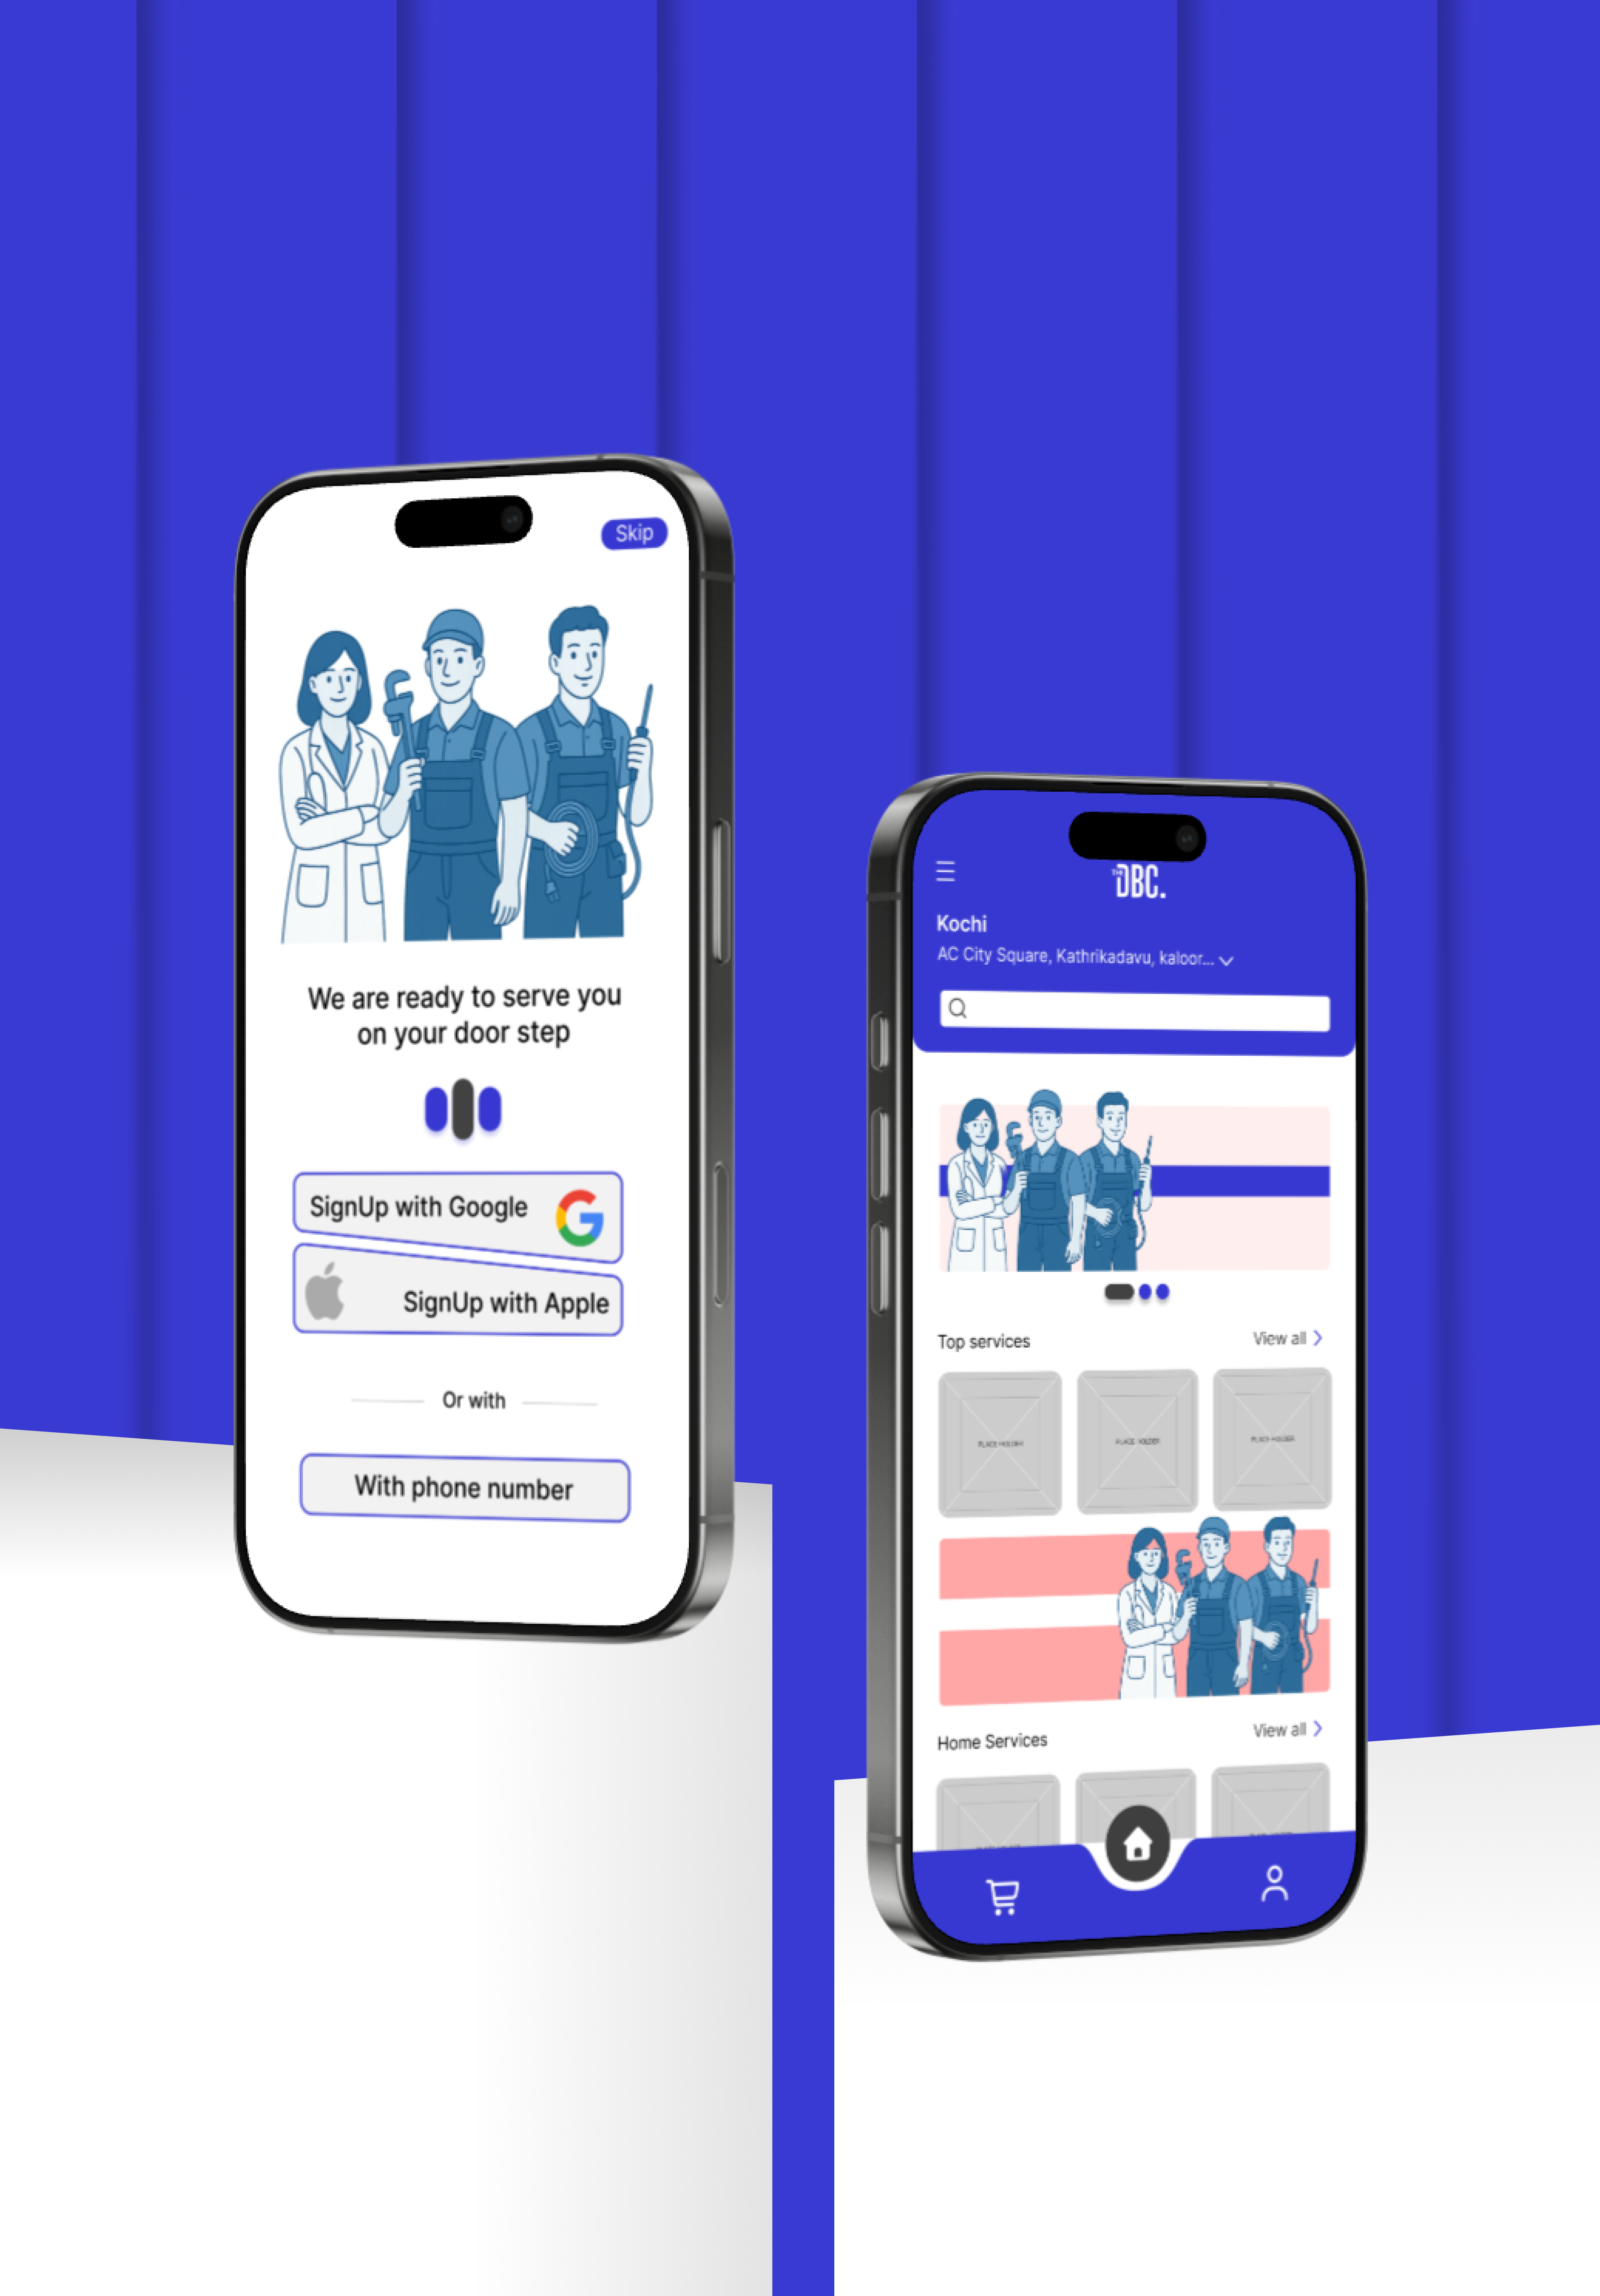 Skip
We are ready to serve you
on your door step
SignUp with Google
SignUp with Apple
Or with
With phone number
THE DBC.
Kochi
AC City Square, Kathrikadavu, kaloor...
Top services
View all
PLACE HOLDER
PLACE HOLDER
PLACE HOLDER
Home Services
View all